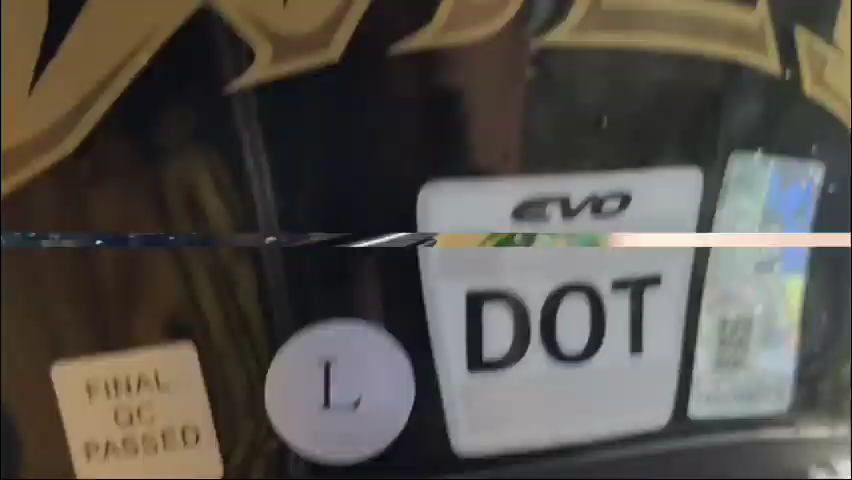 EVO
DOT
L
FINAL
QC
PASSED